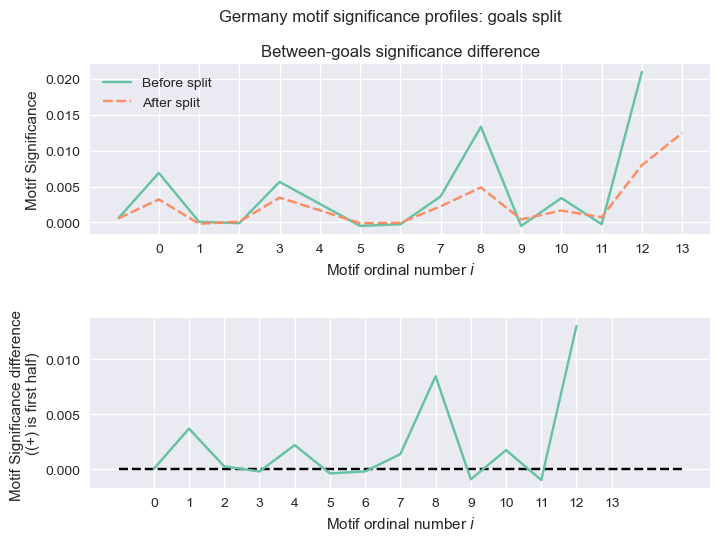 Germany motif significance profiles: goals split
Between-goals significance difference
Motif Significance
0.020
0.015
0.010
0.005
0.000
Before split
After split
0 1 2 3 4 5 6 7 8 9 10 11 12 13
Motif ordinal number i
Motif Significance difference
((+) is first half)
0.010
0.005
0.000
0 1 2 3 4 5 6 7 8 9 10 11 12 13
Motif ordinal number i